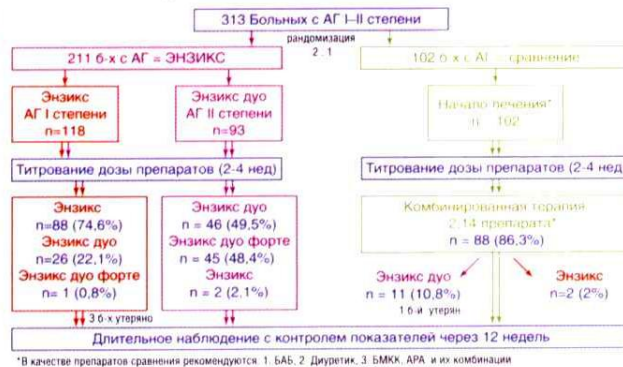 313 Больных с АГ I–II степени
рандомизация
2 : 1
211 б-х с АГ = ЭНЗИКС
102 б-х с АГ = сравнение
Энзикс
АГ I степени
n=118
Энзикс дуо
АГ II степени
n=93
Начало лечения*
n 102
Титрование дозы препаратов (2-4 нед)
Титрование дозы препаратов (2-4 нед)
Энзикс
n=88 (74,6%)
Энзикс дуо
n=26 (22,1%)
Энзикс дуо форте
n= 1 (0,8%)
Энзикс дуо
n = 46 (49,5%)
Энзикс дуо форте
n = 45 (48,4%)
Энзикс
n = 2 (2,1%)
Комбинированная терапия
2,14 препарата*
n = 88 (86,3%)
Энзикс дуо
n = 11 (10,8%)
Энзикс
n=2 (2%)
3 б-х утеряно
1 б-й утерян
Длительное наблюдение с контролем показателей через 12 недель
*В качестве препаратов сравнения рекомендуются 1. БАБ, 2 Диуретик, 3. БМКК, АРА и их комбинации